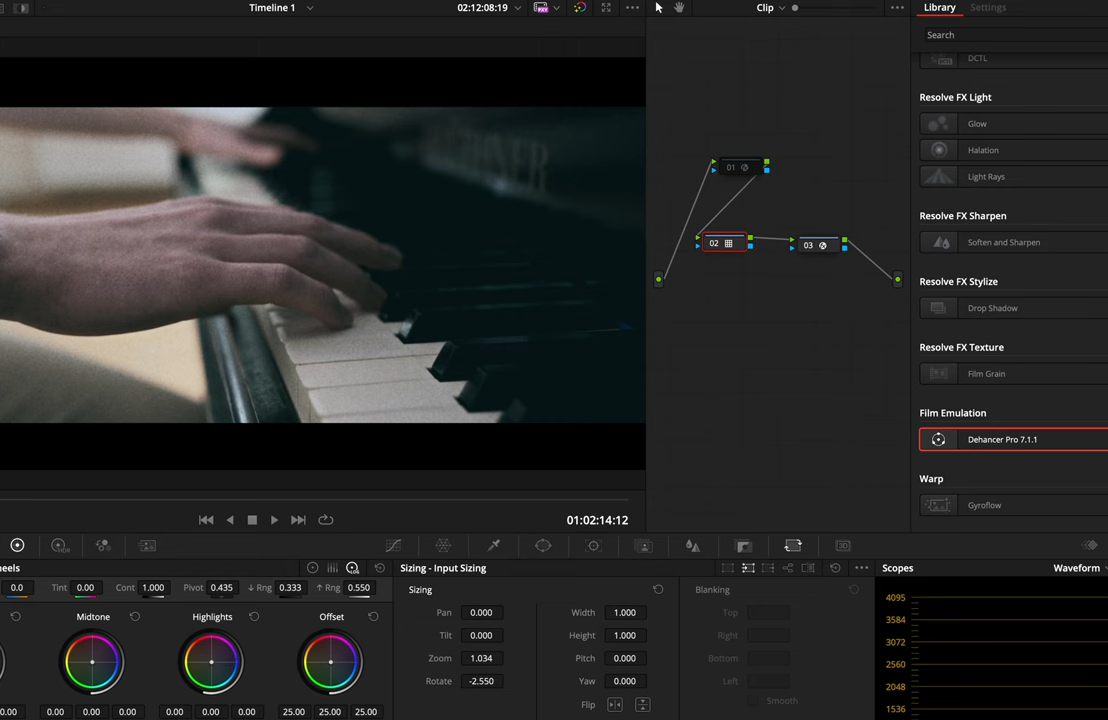 Timeline 1
02:12:08:19
Clip
Library
Settings
Search
DCTL
Resolve FX Light
Glow
Halation
Light Rays
01
Resolve FX Sharpen
02
03
Soften and Sharpen
Resolve FX Stylize
Drop Shadow
Resolve FX Texture
Film Grain
Film Emulation
Dehancer Pro 7.1.1
Warp
Gyroflow
01:02:14:12
HDR
3D
heels
LOG
Sizing - Input Sizing
Scopes
Waveform
0.0 Tint 0.00 Cont 1.000 Pivot 0.435 ↓ Rng 0.333 ↑ Rng 0.550
Sizing
Blanking
4095
Midtone
Highlights
Offset
Pan 0.000
Width 1.000
Top
3584
Tilt 0.000
Height 1.000
Right
3072
Zoom 1.034
Pitch 0.000
Bottom
2560
Rotate -2.550
Yaw 0.000
Left
2048
Flip
Smooth
0.00 0.00 0.00 0.00 0.00 0.00 0.00 25.00 25.00 25.00
1536